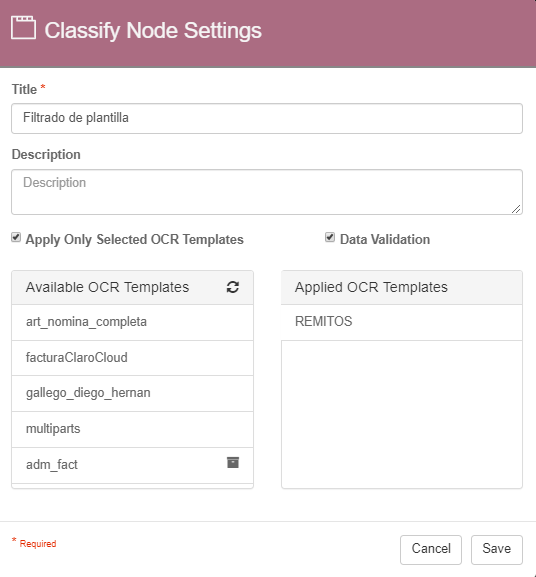 Classify Node Settings
Title *
Filtrado de plantilla
Description
Description
Apply Only Selected OCR Templates
Data Validation
Available OCR Templates
art_nomina_completa
facturaClaroCloud
gallego_diego_hernan
multiparts
adm_fact
Applied OCR Templates
REMITOS
* Required
Cancel
Save